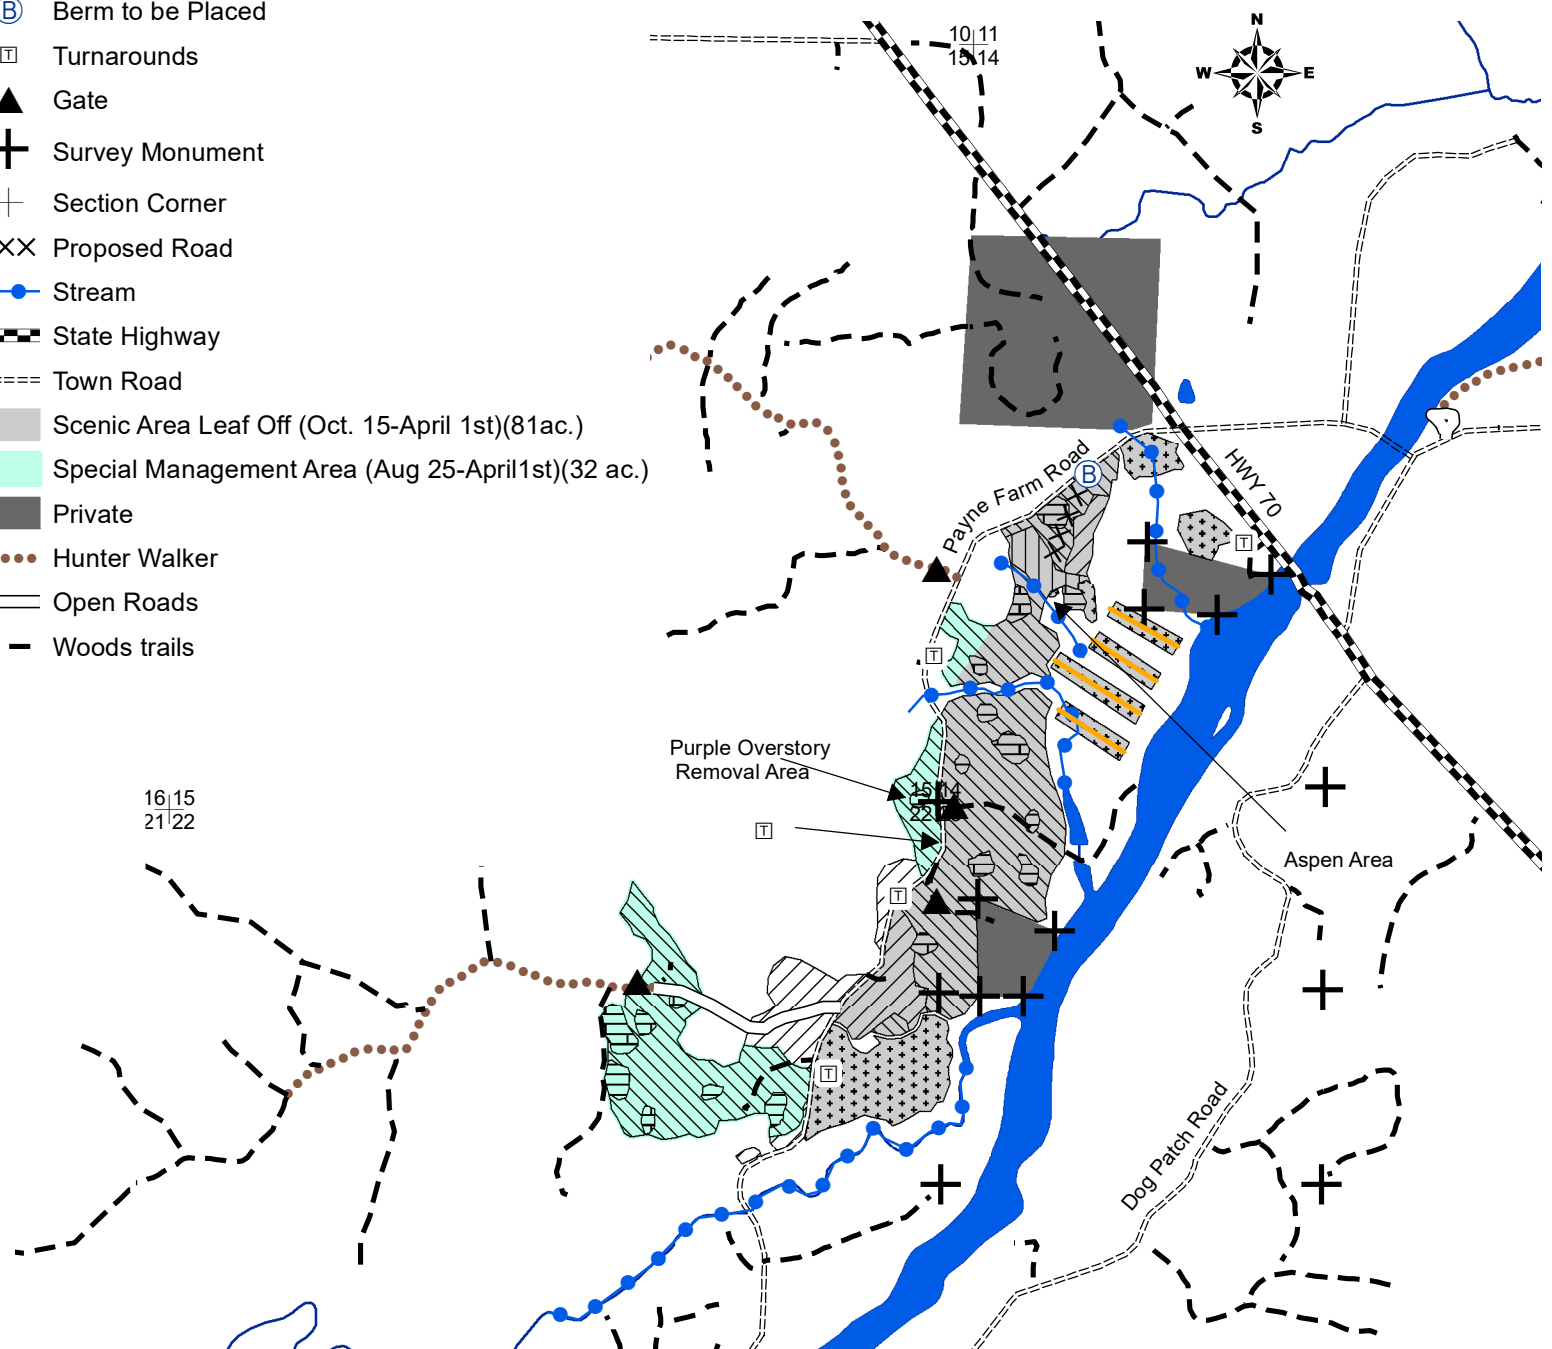 B Berm to be Placed
T Turnarounds
Gate
Survey Monument
Section Corner
Proposed Road
Stream
State Highway
Town Road
Scenic Area Leaf Off (Oct. 15-April 1st)(81ac.)
Special Management Area (Aug 25-April1st)(32 ac.)
Private
Hunter Walker
Open Roads
Woods trails
10 11
15 14
N
W E
S
HWY 70
Payne Farm Road
B
T
T
Purple Overstory
Removal Area
15 14
22
16 15
21 22
T
Aspen Area
T
T
Dog Patch Road